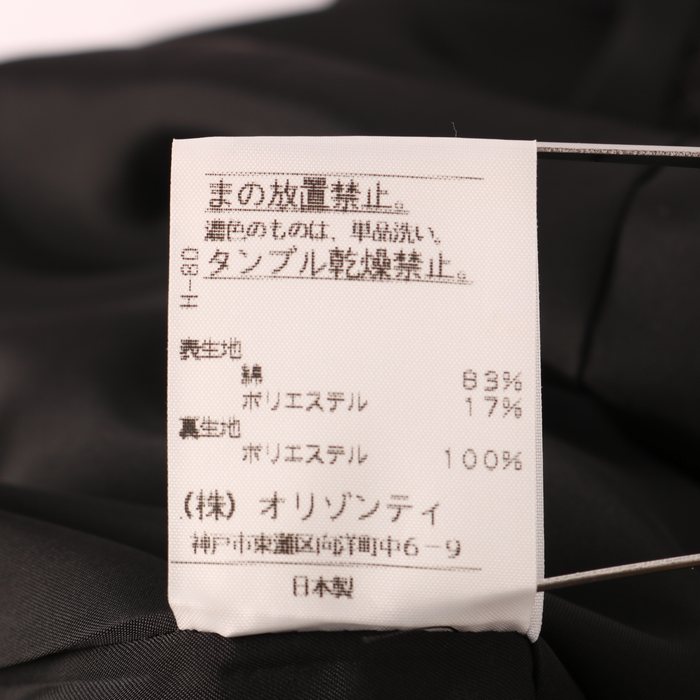 まの放置禁止。
濃色のものは、単品洗い。
タンブル乾燥禁止。
H-80
表生地
綿 83%
ポリエステル 17%
裏生地
ポリエステル 100%
(株) オリゾンティ
神戸市東灘区向洋町中6-9
日本製